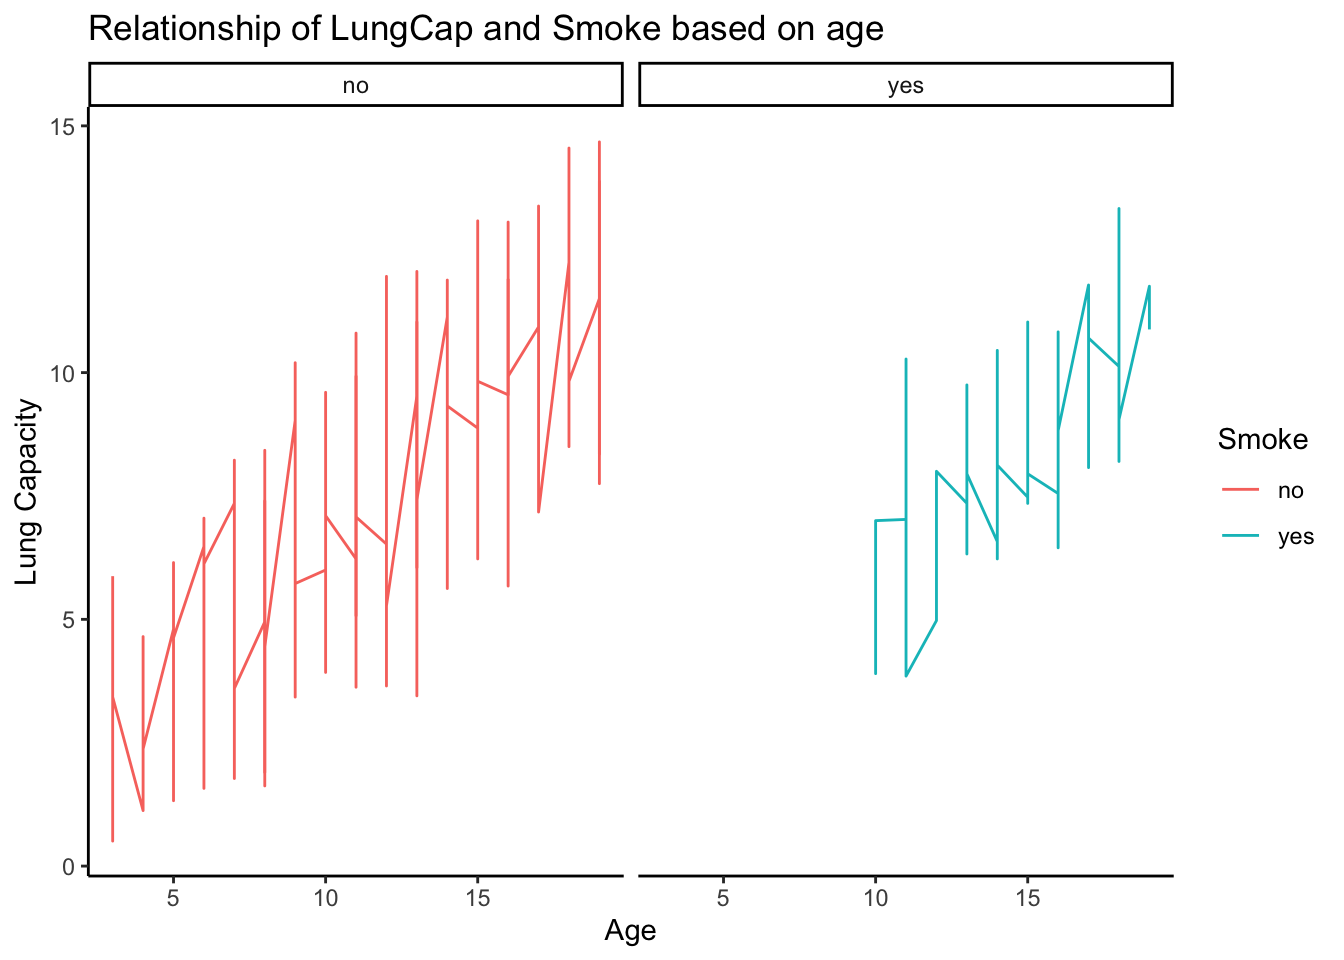 Relationship of LungCap and Smoke based on age
no
yes
15
10
5
0
Lung Capacity
5
10
15
5
10
15
Age
Smoke
no
yes